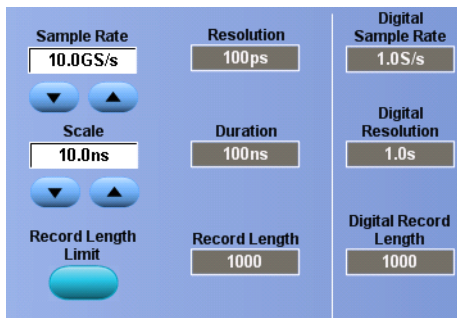 Sample Rate
10.0GS/s
Scale
10.0ns
Record Length
Limit
Resolution
100ps
Duration
100ns
Record Length
1000
Digital
Sample Rate
1.0S/s
Digital
Resolution
1.0s
Digital Record
Length
1000